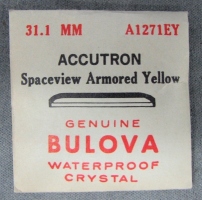 31.1 MM A1271EY
ACCUTRON
Spaceview Armored Yellow
GENUINE
BULOVA
WATERPROOF
CRYSTAL